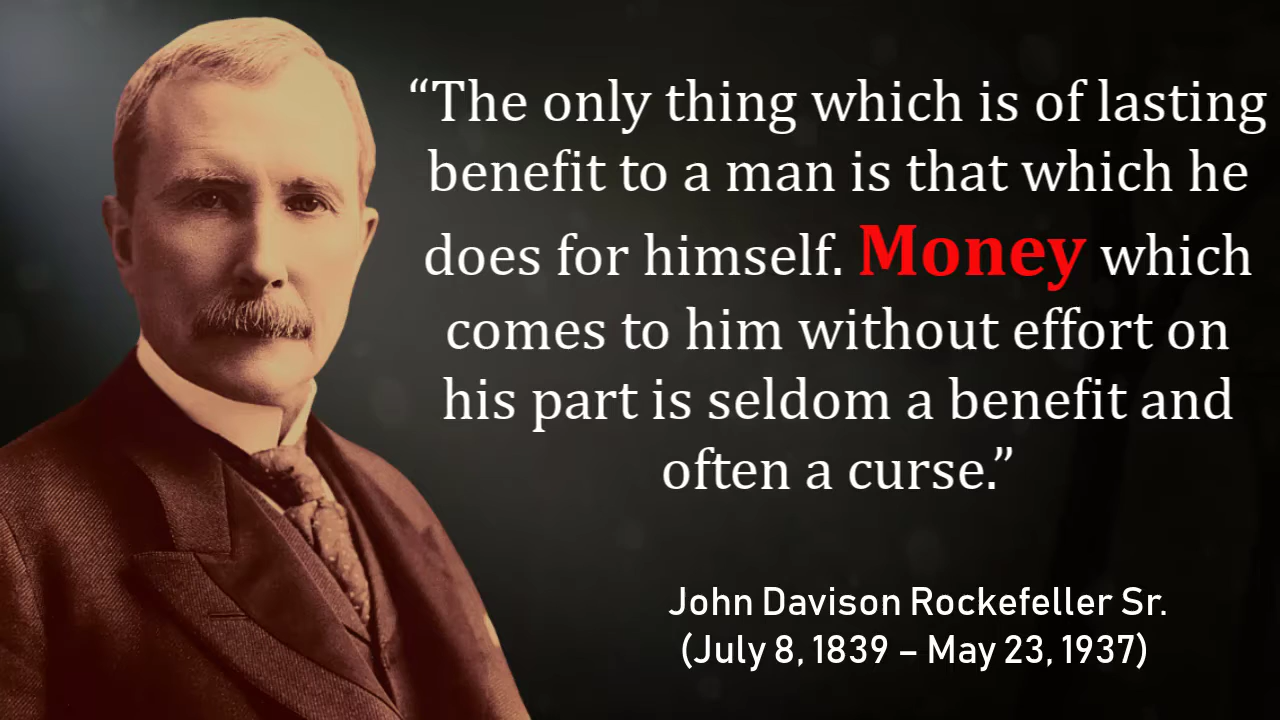 “The only thing which is of lasting
benefit to a man is that which he
does for himself. Money which
comes to him without effort on
his part is seldom a benefit and
often a curse.”
John Davison Rockefeller Sr.
(July 8, 1839 – May 23, 1937)